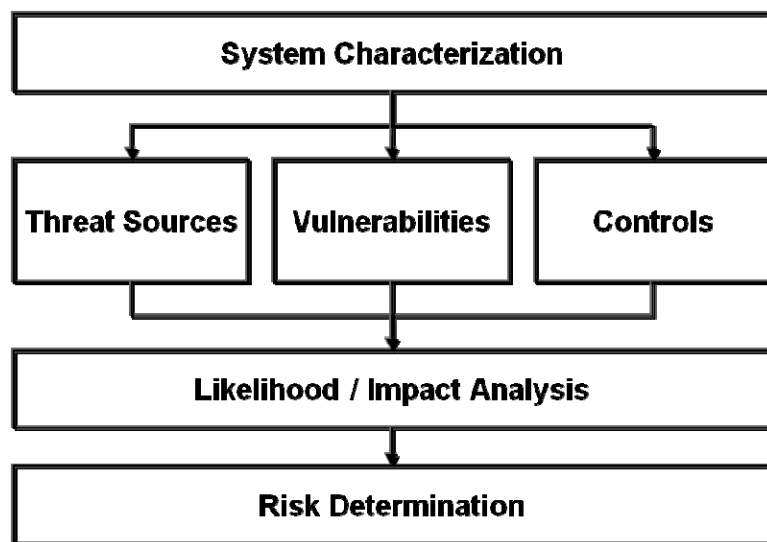 System Characterization
Threat Sources
Vulnerabilities
Controls
Likelihood / Impact Analysis
Risk Determination